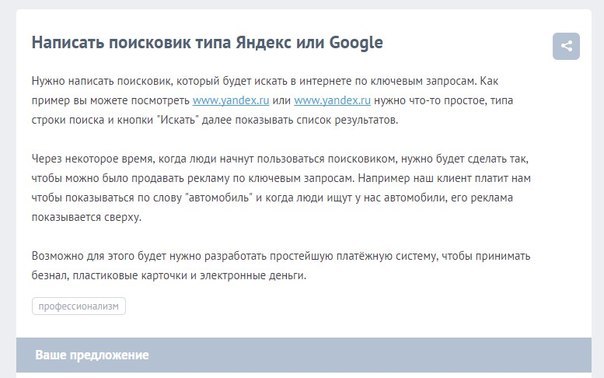 Написать поисковик типа Яндекс или Google
Нужно написать поисковик, который будет искать в интернете по ключевым запросам. Как
пример вы можете посмотреть www.yandex.ru или www.yandex.ru нужно что-то простое, типа
строки поиска и кнопки "Искать" далее показывать список результатов.
Через некоторое время, когда люди начнут пользоваться поисковиком, нужно будет сделать так,
чтобы можно было продавать рекламу по ключевым запросам. Например наш клиент платит нам
чтобы показываться по слову "автомобиль" и когда люди ищут у нас автомобили, его реклама
показывается сверху.
Возможно для этого будет нужно разработать простейшую платёжную систему, чтобы принимать
безнал, пластиковые карточки и электронные деньги.
профессионализм
Ваше предложение